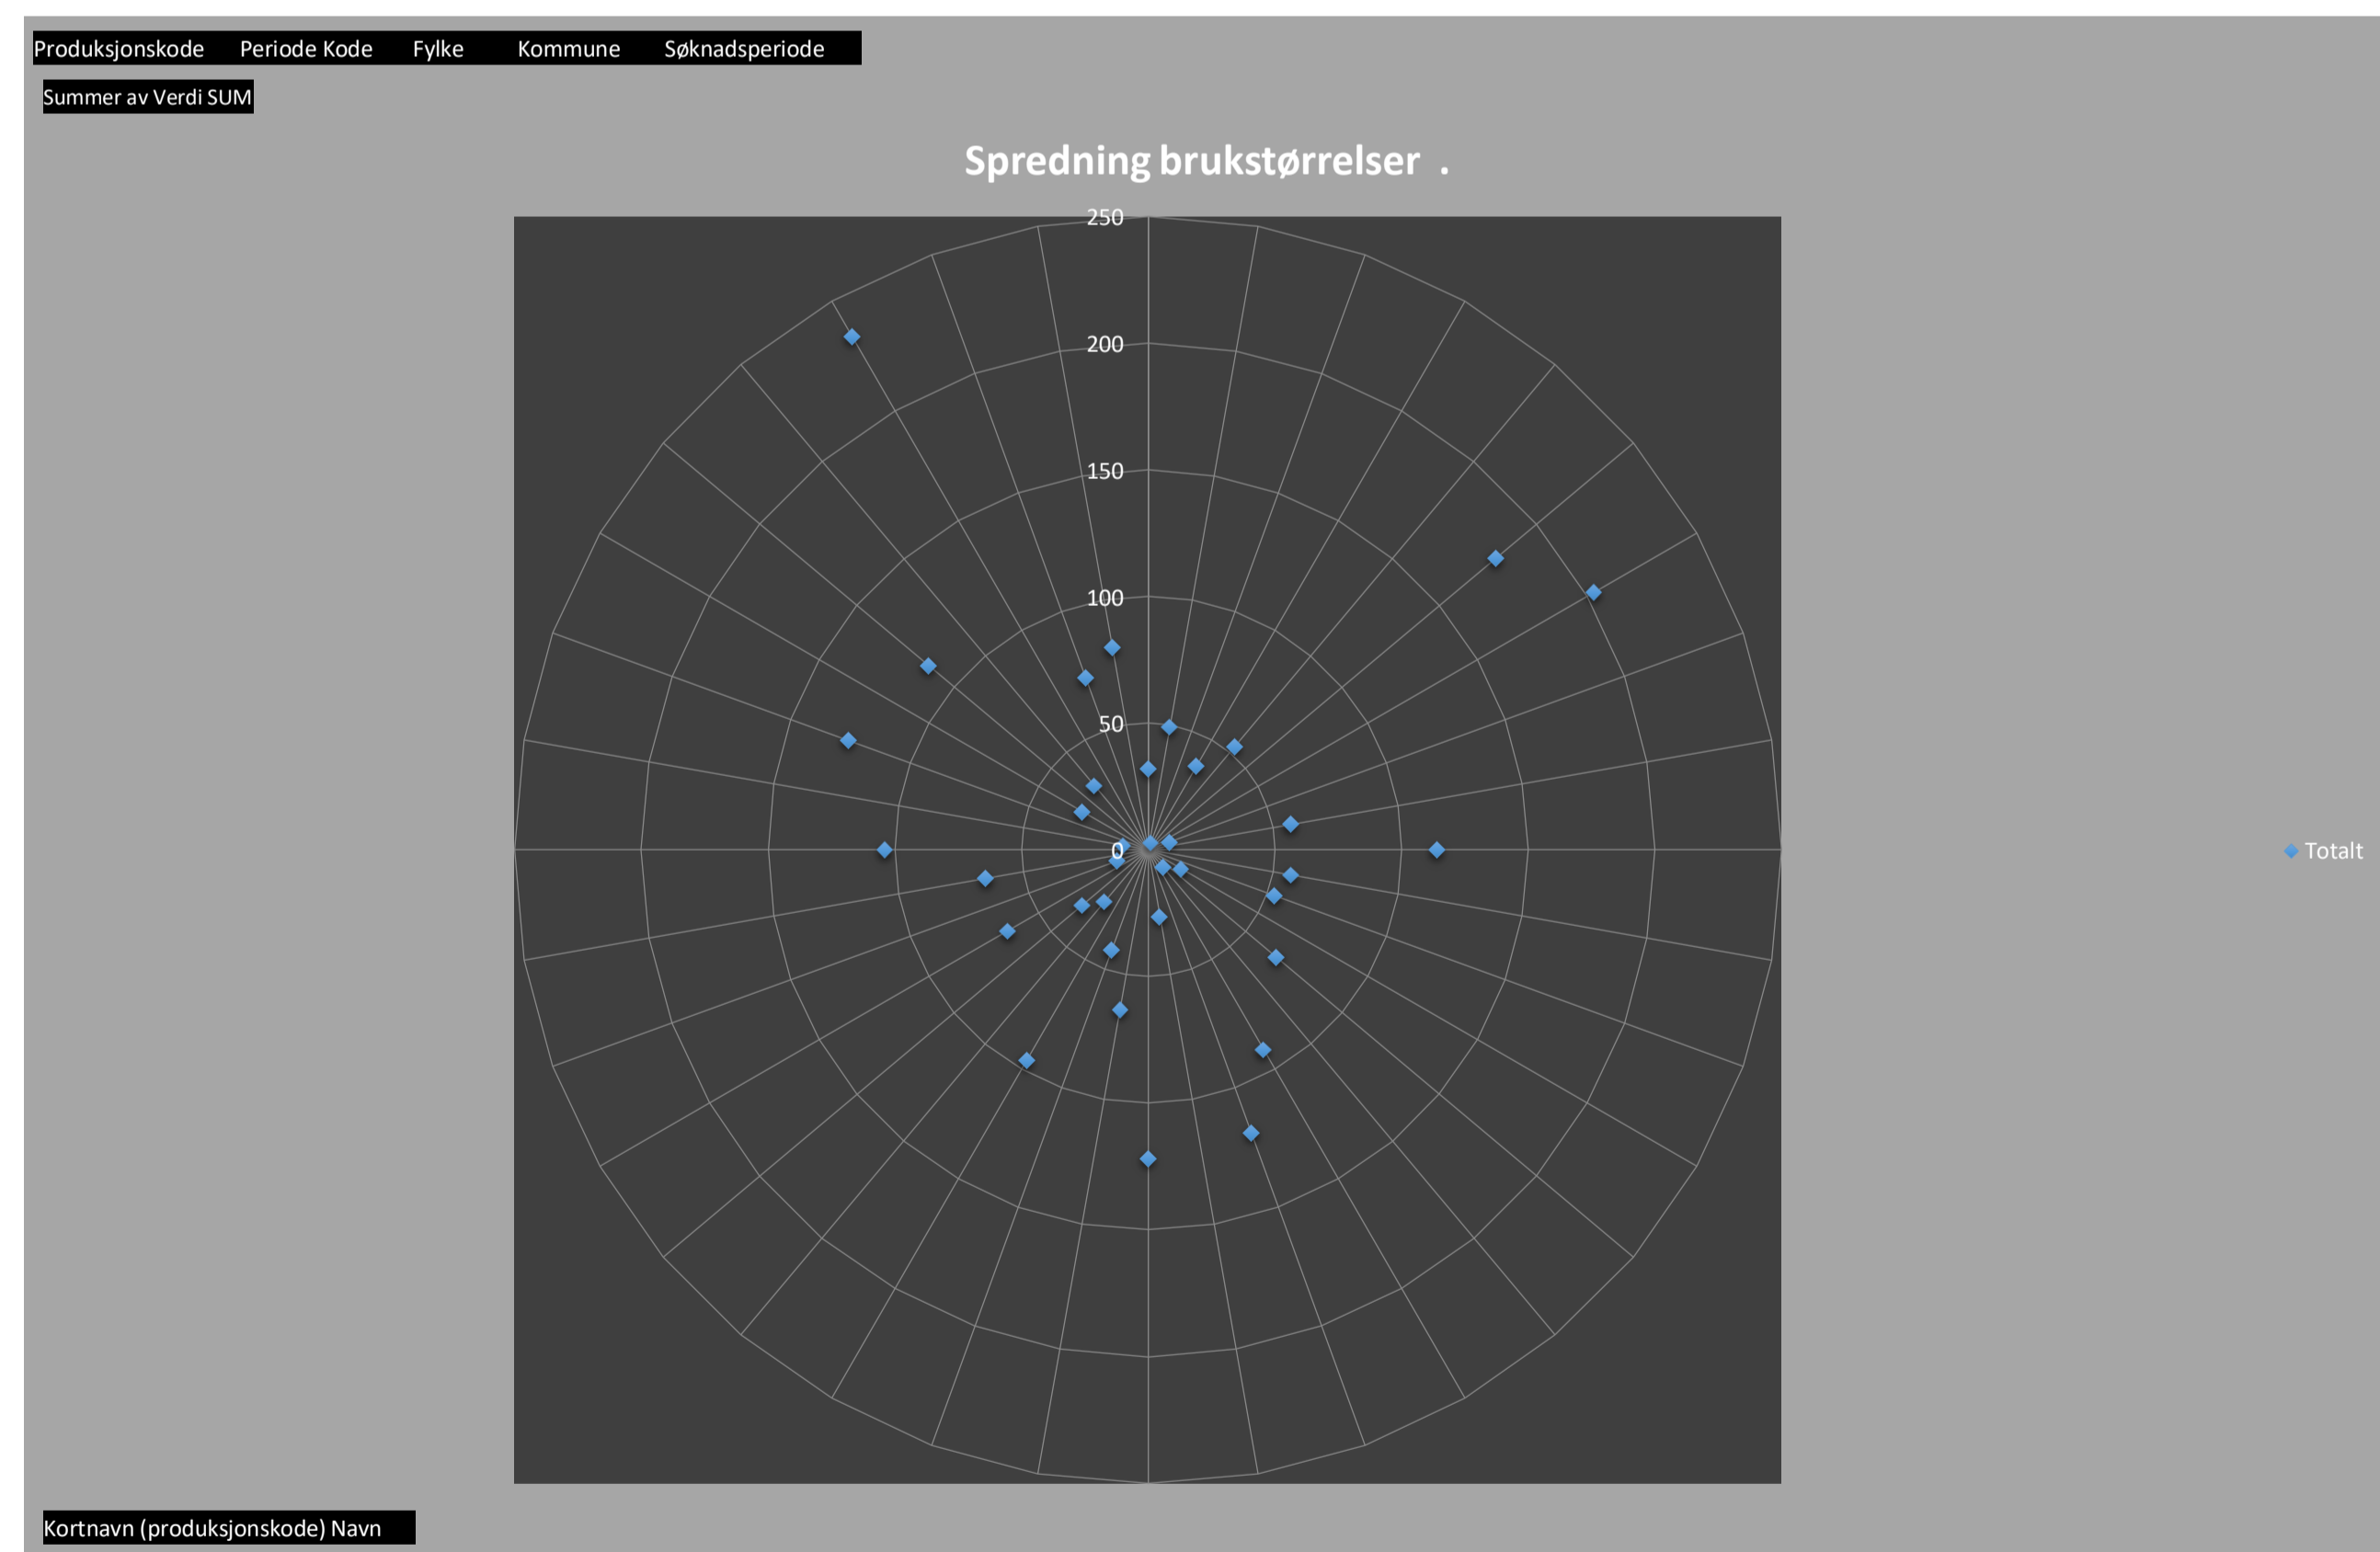 Produksjonskode Periode Kode Fylke Kommune Søknadsperiode
Summer av Verdi SUM
Spredning brukstørrelser .
250
200
150
100
50
0
Totalt
Kortnavn (produksjonskode) Navn